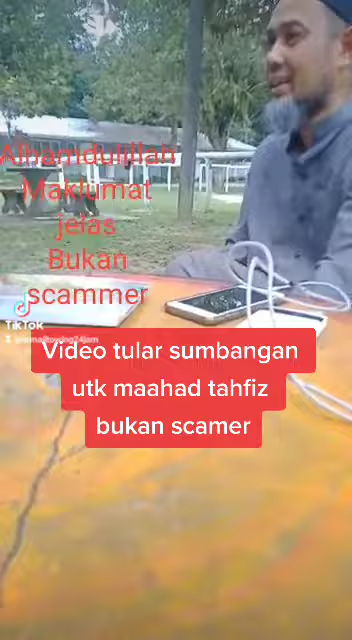 Alhamdulillah
Maklumat
jelas
Bukan
scammer
TikTok
Video tular sumbangan
utk maahad tahfiz
bukan scamer